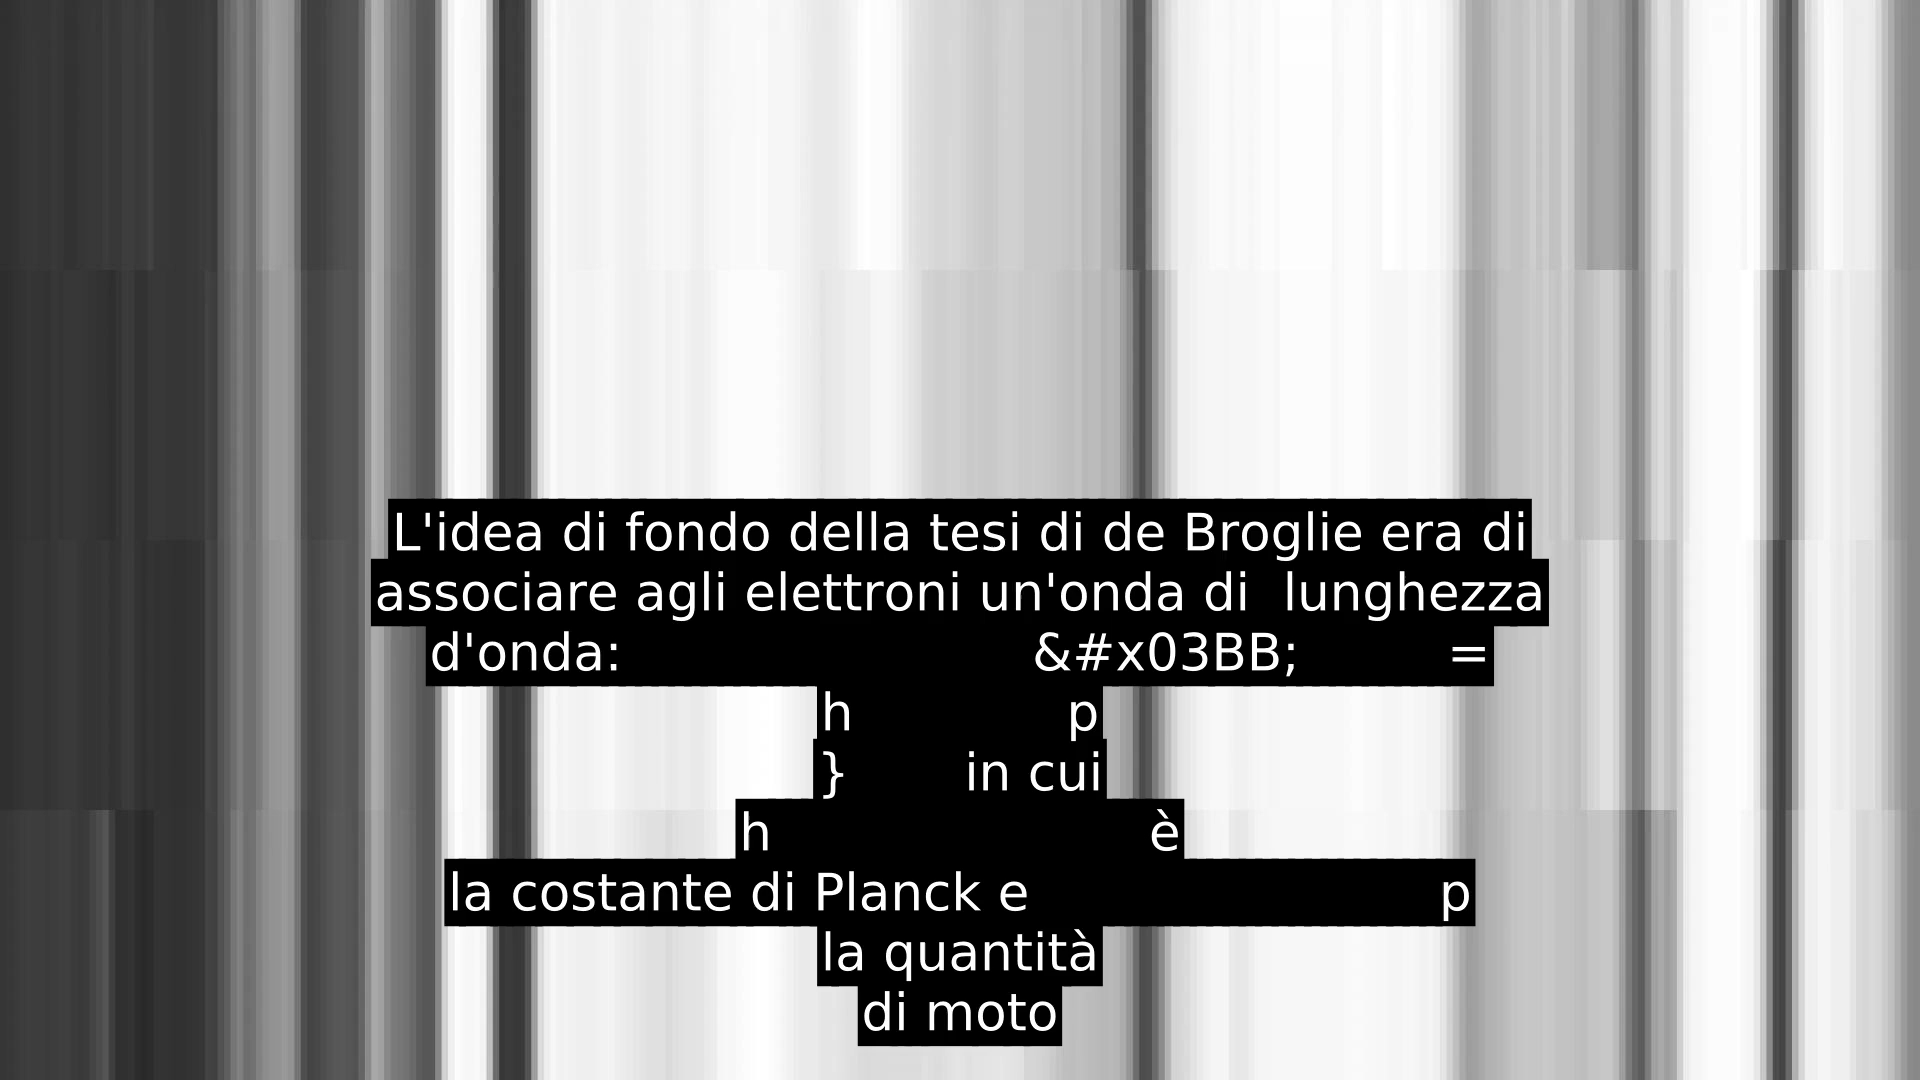 L'idea di fondo della tesi di de Broglie era di
associare agli elettroni un'onda di  lunghezza
d'onda: &#x03BB; =
h p
} in cui
h è
la costante di Planck e p
la quantità
di moto